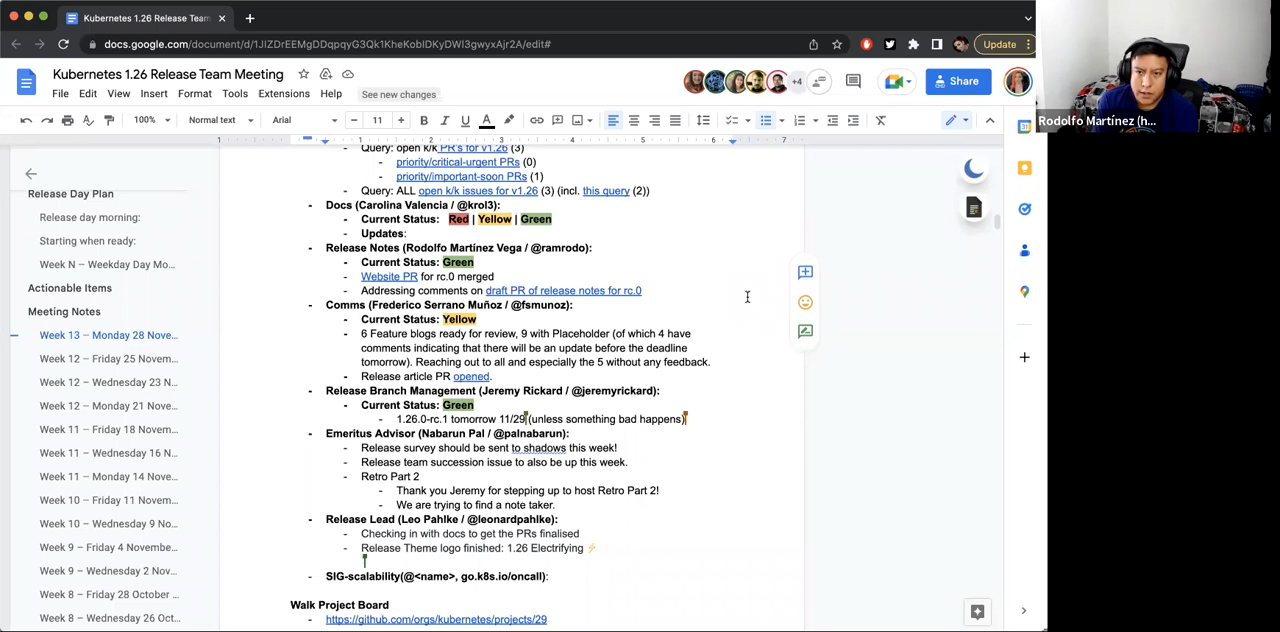 Kubernetes 1.26 Release Team
docs.google.com/document/d/1JIZDrEEMgDDqpqyG3Qk1KheKobIDKyDWI3gwyxAjr2A/edit#
Update
Kubernetes 1.26 Release Team Meeting
File Edit View Insert Format Tools Extensions Help See new changes
+4
Share
100% Normal text Arial 11
Rodolfo Martínez (h...
1 1 2 3 4 5 6 7
Release Day Plan
Release day morning:
Starting when ready:
Week N – Weekday Day Mo...
Actionable Items
Meeting Notes
Week 13 – Monday 28 Nove...
Week 12 – Friday 25 Novem...
Week 12 – Wednesday 23 N...
Week 12 – Monday 21 Nove...
Week 11 – Friday 18 Novem...
Week 11 – Wednesday 16 N...
Week 11 – Monday 14 Nove...
Week 10 – Friday 11 Novem...
Week 10 – Wednesday 9 No...
Week 9 – Friday 4 Novembe...
Week 9 – Wednesday 2 Nov...
Week 8 – Friday 28 October ...
Week 8 – Wednesday 26 Oct...
- Query: open k/k PR's for v1.26 (3)
- priority/critical-urgent PRs (0)
- priority/important-soon PRs (1)
- Query: ALL open k/k issues for v1.26 (3) (incl. this query (2))
- Docs (Carolina Valencia / @krol3):
- Current Status: Red | Yellow | Green
- Updates:
- Release Notes (Rodolfo Martínez Vega / @ramrodo):
- Current Status: Green
- Website PR for rc.0 merged
- Addressing comments on draft PR of release notes for rc.0
- Comms (Frederico Serrano Muñoz / @fsmunoz):
- Current Status: Yellow
- 6 Feature blogs ready for review, 9 with Placeholder (of which 4 have
comments indicating that there will be an update before the deadline
tomorrow). Reaching out to all and especially the 5 without any feedback.
- Release article PR opened.
- Release Branch Management (Jeremy Rickard / @jeremyrickard):
- Current Status: Green
- 1.26.0-rc.1 tomorrow 11/29 (unless something bad happens)
- Emeritus Advisor (Nabarun Pal / @palnabarun):
- Release survey should be sent to shadows this week!
- Release team succession issue to also be up this week.
- Retro Part 2
- Thank you Jeremy for stepping up to host Retro Part 2!
- We are trying to find a note taker.
- Release Lead (Leo Pahlke / @leonardpahlke):
- Checking in with docs to get the PRs finalised
- Release Theme logo finished: 1.26 Electrifying ⚡
- SIG-scalability(@<name>, go.k8s.io/oncall):
Walk Project Board
- https://github.com/orgs/kubernetes/projects/29